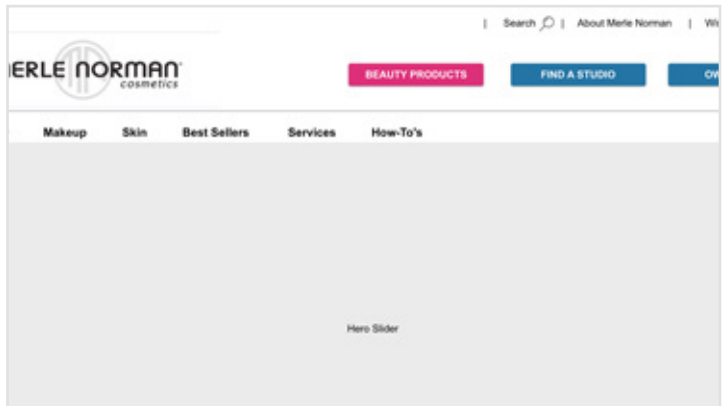 | Search | About Merle Norman |
ERLE NORMAN
cosmetics
BEAUTY PRODUCTS FIND A STUDIO
Makeup Skin Best Sellers Services How-To's
Hero Slider